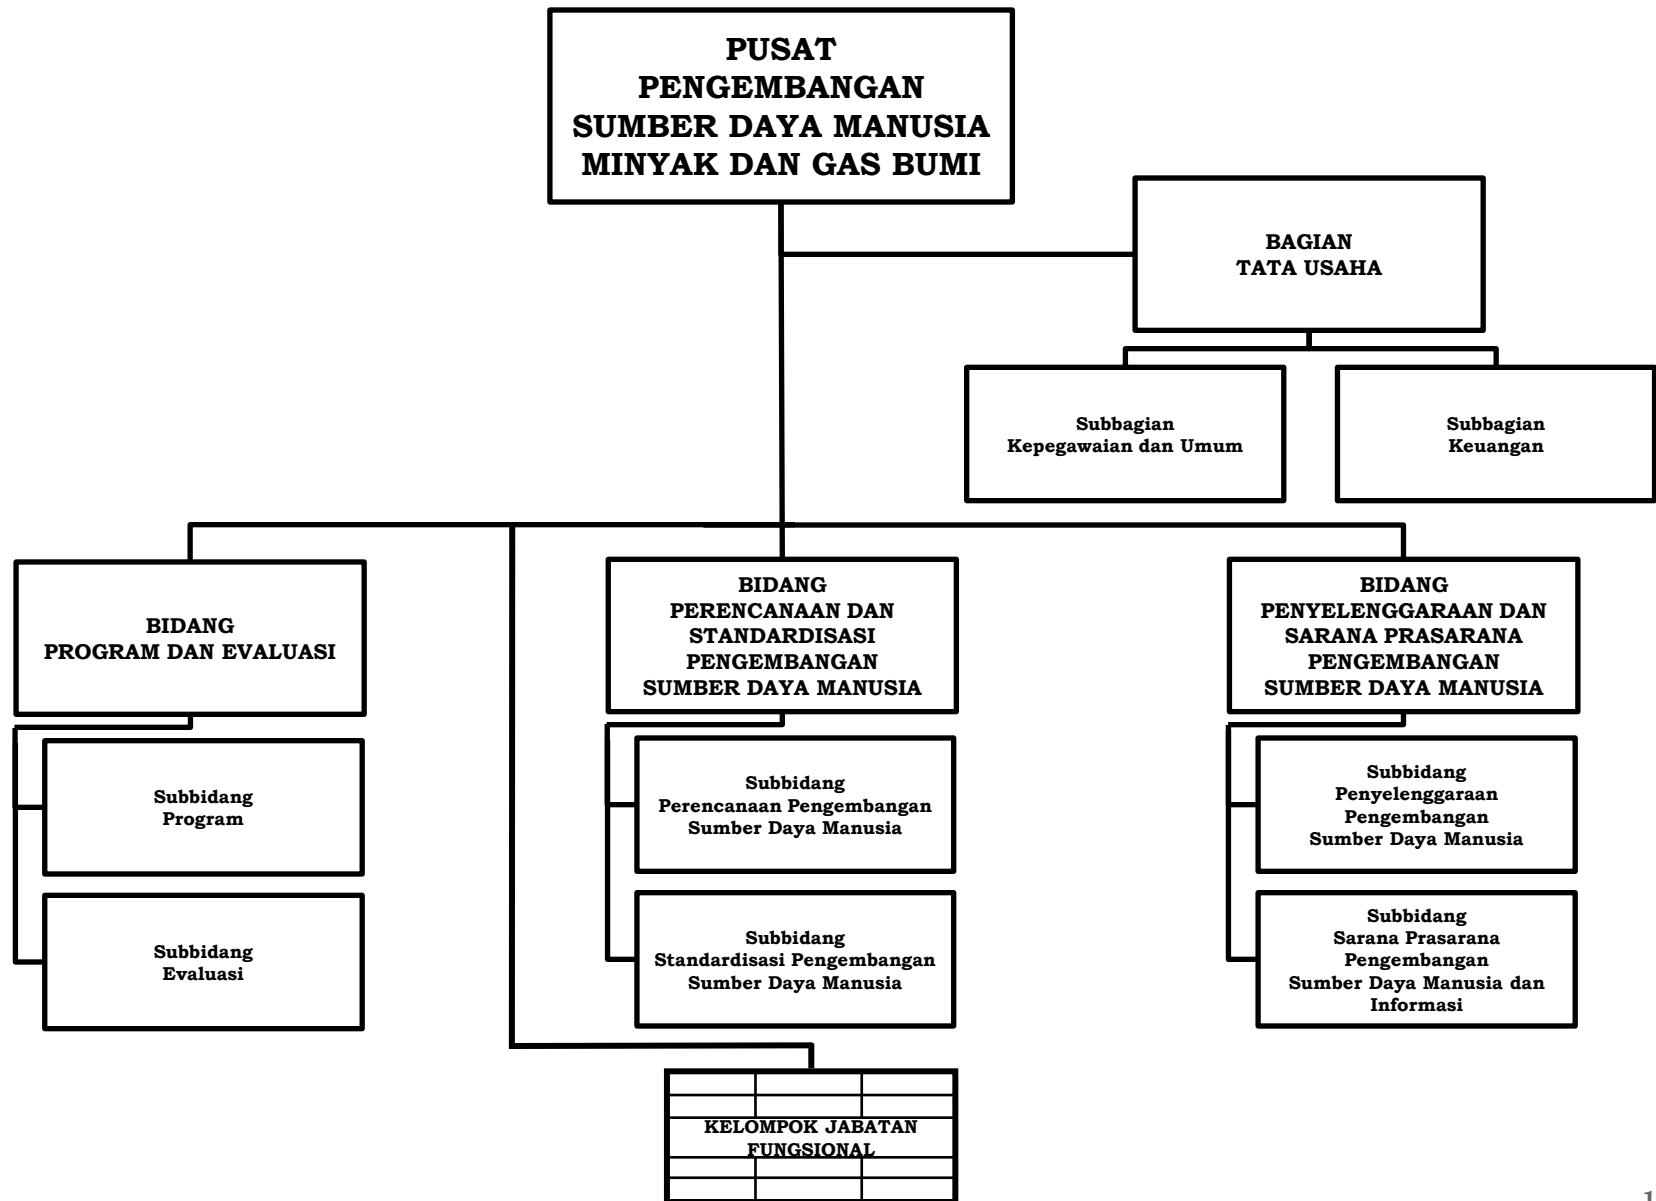 PUSAT
PENGEMBANGAN
SUMBER DAYA MANUSIA
MINYAK DAN GAS BUMI
BAGIAN
TATA USAHA
Subbagian
Kepegawaian dan Umum
Subbagian
Keuangan
BIDANG
PROGRAM DAN EVALUASI
BIDANG
PERENCANAAN DAN
STANDARDISASI
PENGEMBANGAN
SUMBER DAYA MANUSIA
BIDANG
PENYELENGGARAAN DAN
SARANA PRASARANA
PENGEMBANGAN
SUMBER DAYA MANUSIA
Subbidang
Program
Subbidang
Perencanaan Pengembangan
Sumber Daya Manusia
Subbidang
Penyelenggaraan
Pengembangan
Sumber Daya Manusia
Subbidang
Evaluasi
Subbidang
Standardisasi Pengembangan
Sumber Daya Manusia
Subbidang
Sarana Prasarana
Pengembangan
Sumber Daya Manusia dan
Informasi
KELOMPOK JABATAN
FUNGSIONAL
1